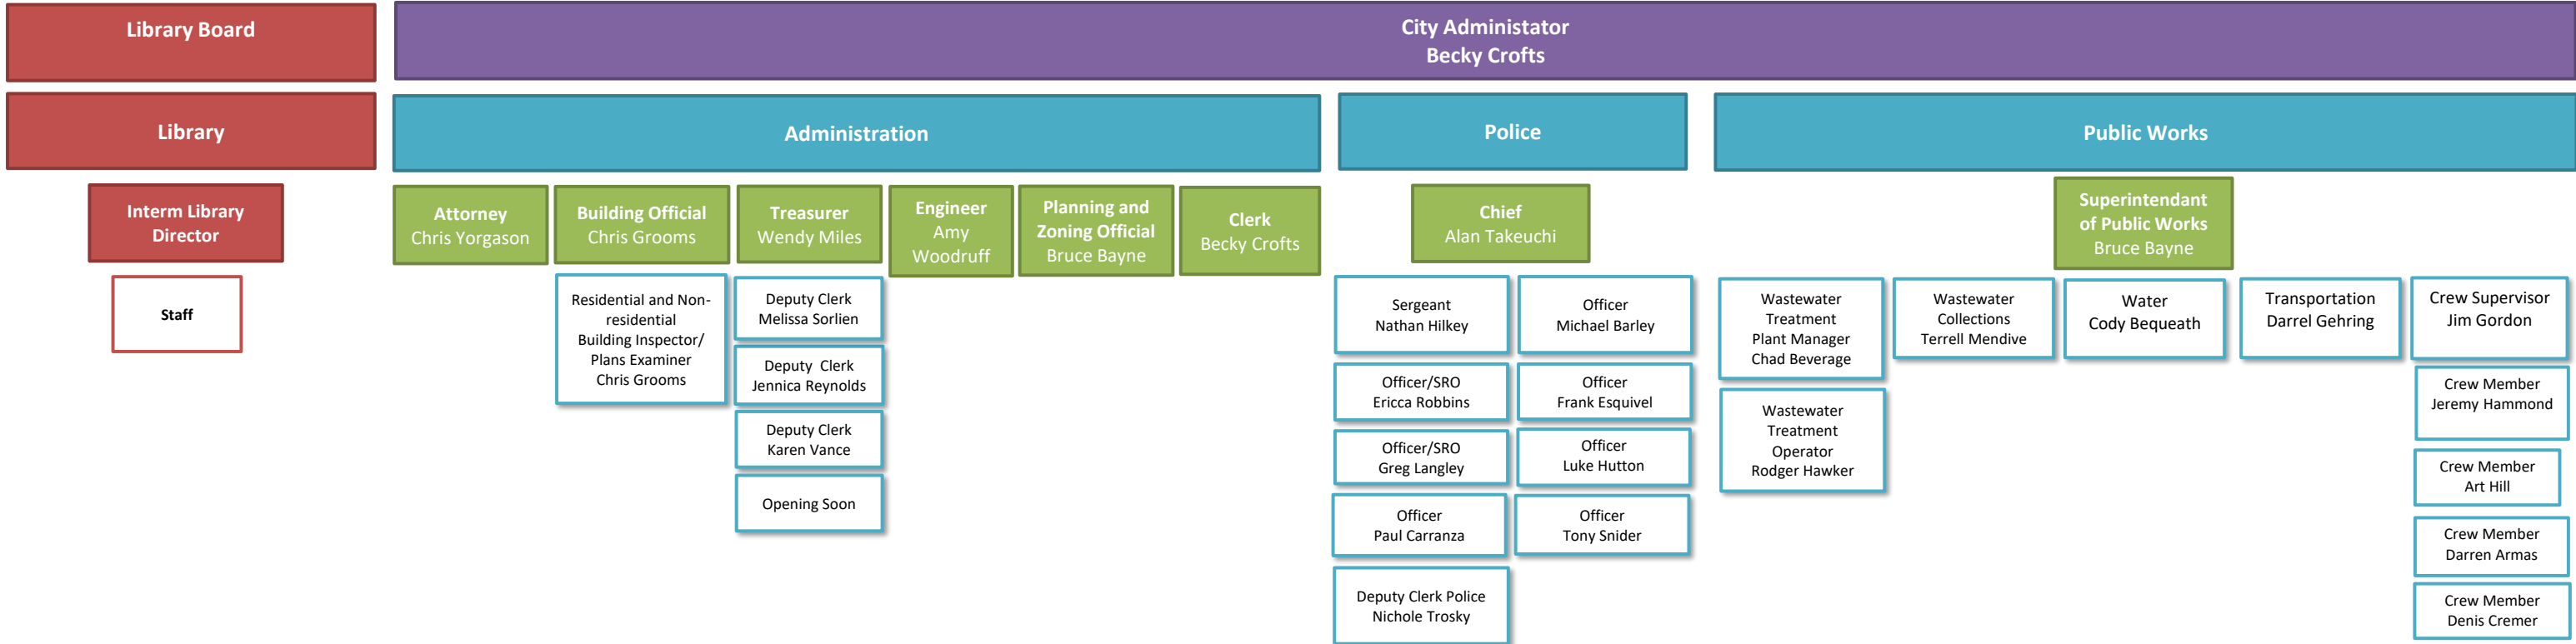 Library Board
City Administator
Becky Crofts
Library
Administration
Police
Public Works
Interm Library
Director
Attorney
Chris Yorgason
Building Official
Chris Grooms
Treasurer
Wendy Miles
Engineer
Amy
Woodruff
Planning and
Zoning Official
Bruce Bayne
Clerk
Becky Crofts
Chief
Alan Takeuchi
Superintendant
of Public Works
Bruce Bayne
Staff
Residential and Non-
residential
Building Inspector/
Plans Examiner
Chris Grooms
Deputy Clerk
Melissa Sorlien
Deputy Clerk
Jennica Reynolds
Deputy Clerk
Karen Vance
Opening Soon
Sergeant
Nathan Hilkey
Officer/SRO
Ericca Robbins
Officer/SRO
Greg Langley
Officer
Paul Carranza
Deputy Clerk Police
Nichole Trosky
Officer
Michael Barley
Officer
Frank Esquivel
Officer
Luke Hutton
Officer
Tony Snider
Wastewater
Treatment
Plant Manager
Chad Beverage
Wastewater
Treatment
Operator
Rodger Hawker
Wastewater
Collections
Terrell Mendive
Water
Cody Bequeath
Transportation
Darrel Gehring
Crew Supervisor
Jim Gordon
Crew Member
Jeremy Hammond
Crew Member
Art Hill
Crew Member
Darren Armas
Crew Member
Denis Cremer